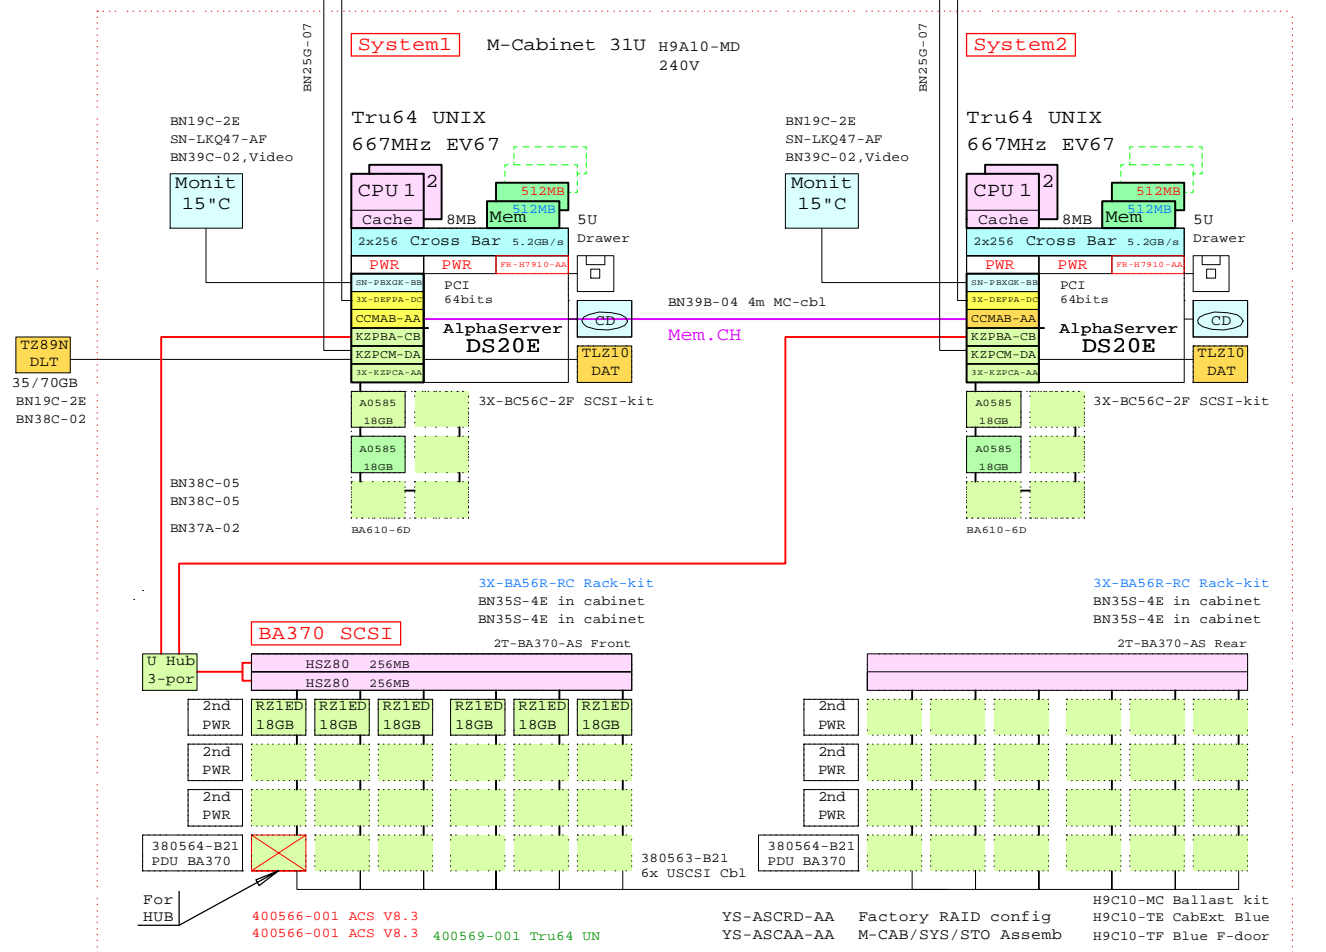 BN25G-07
System1
M-Cabinet 31U H9A10-MD
240V
BN25G-07
System2
BN19C-2E
SN-LKQ47-AF
BN39C-02,Video
Tru64 UNIX
667MHz EV67
Monit
15"C
CPU 1
2
Cache
8MB
512MB
512MB
Mem
5U
Drawer
2x256 Cross Bar 5.2GB/s
PWR
PWR
FR-H7910-AA
SN-PBXGK-BB
3X-DEFPA-DC
CCMAB-AA
KZPBA-CB
KZPCM-DA
3X-KZPCA-AA
PCI
64bits
AlphaServer
DS20E
CD
TLZ10
DAT
BN39B-04 4m MC-cbl
Mem.CH
BN19C-2E
SN-LKQ47-AF
BN39C-02,Video
Tru64 UNIX
667MHz EV67
Monit
15"C
CPU 1
2
Cache
8MB
512MB
512MB
Mem
5U
Drawer
2x256 Cross Bar 5.2GB/s
PWR
PWR
FR-H7910-AA
SN-PBXGK-BB
3X-DEFPA-DC
CCMAB-AA
KZPBA-CB
KZPCM-DA
3X-KZPCA-AA
PCI
64bits
AlphaServer
DS20E
CD
TLZ10
DAT
TZ89N
DLT
35/70GB
BN19C-2E
BN38C-02
A0585
18GB
A0585
18GB
3X-BC56C-2F SCSI-kit
BA610-6D
A0585
18GB
A0585
18GB
3X-BC56C-2F SCSI-kit
BA610-6D
BN38C-05
BN38C-05
BN37A-02
3X-BA56R-RC Rack-kit
BN35S-4E in cabinet
BN35S-4E in cabinet
3X-BA56R-RC Rack-kit
BN35S-4E in cabinet
BN35S-4E in cabinet
BA370 SCSI
2T-BA370-AS Front
2T-BA370-AS Rear
U Hub
3-por
HSZ80 256MB
HSZ80 256MB
2nd
PWR
RZ1ED
18GB
RZ1ED
18GB
RZ1ED
18GB
RZ1ED
18GB
RZ1ED
18GB
RZ1ED
18GB
2nd
PWR
2nd
PWR
2nd
PWR
2nd
PWR
2nd
PWR
380564-B21
PDU BA370
380563-B21
6x USCSI Cbl
380564-B21
PDU BA370
For
HUB
400566-001 ACS V8.3
400566-001 ACS V8.3
400569-001 Tru64 UN
YS-ASCRD-AA Factory RAID config
YS-ASCAA-AA M-CAB/SYS/STO Assemb
H9C10-MC Ballast kit
H9C10-TE CabExt Blue
H9C10-TF Blue F-door